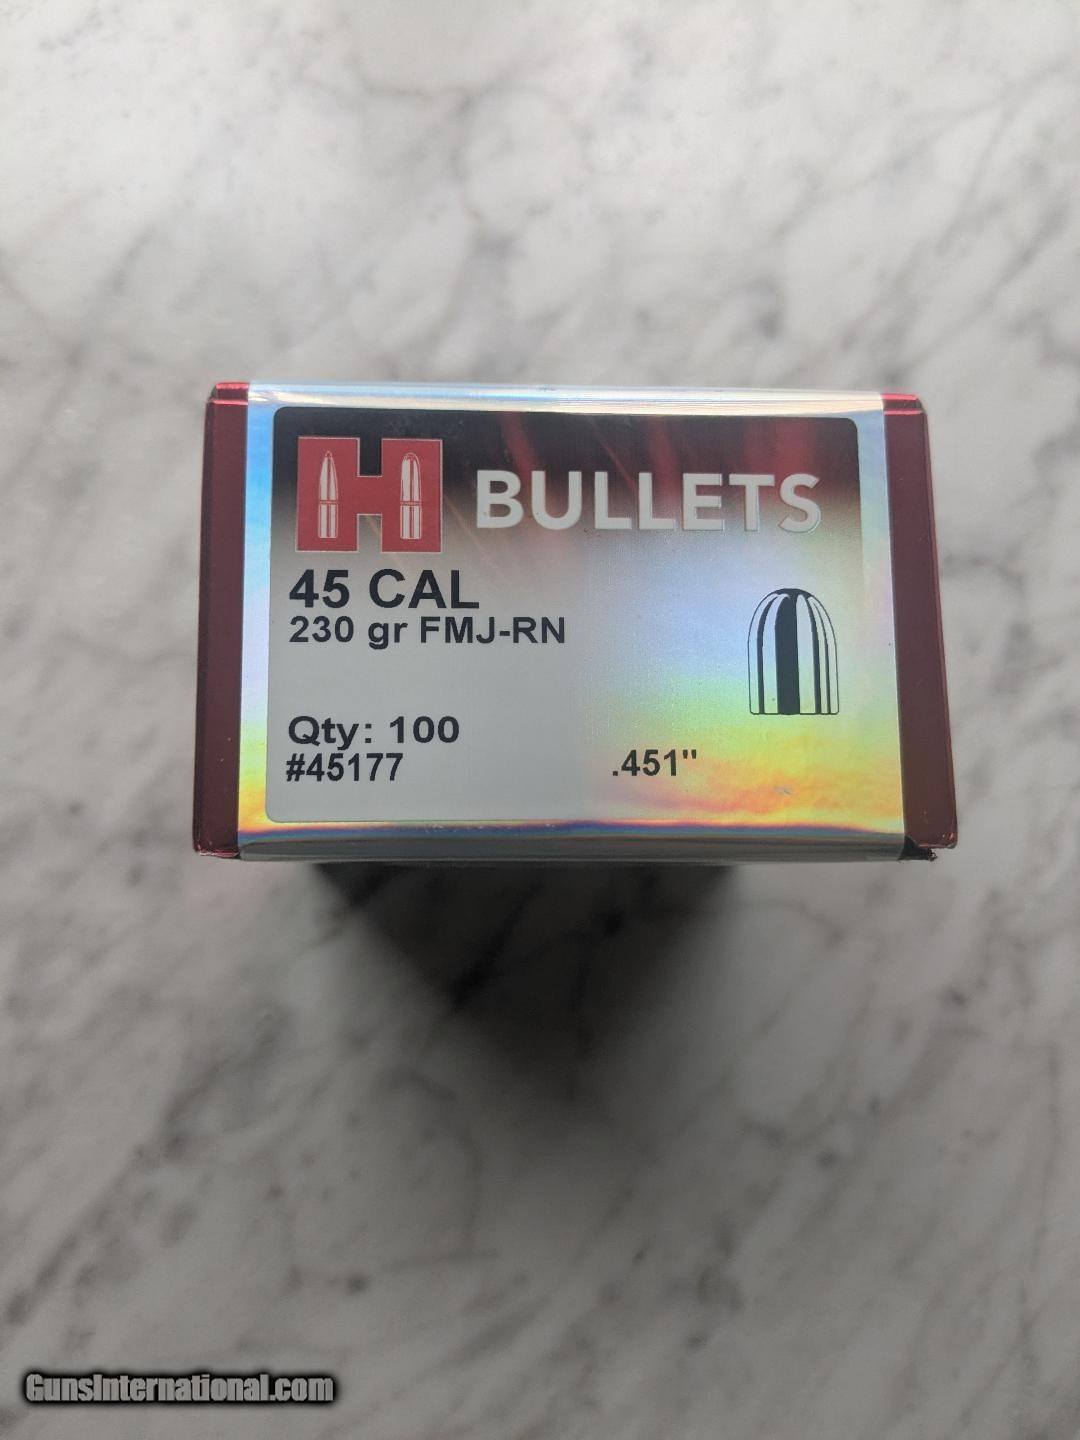 H BULLETS
45 CAL
230 gr FMJ-RN
Qty: 100
#45177 .451"
GunsInternational.com